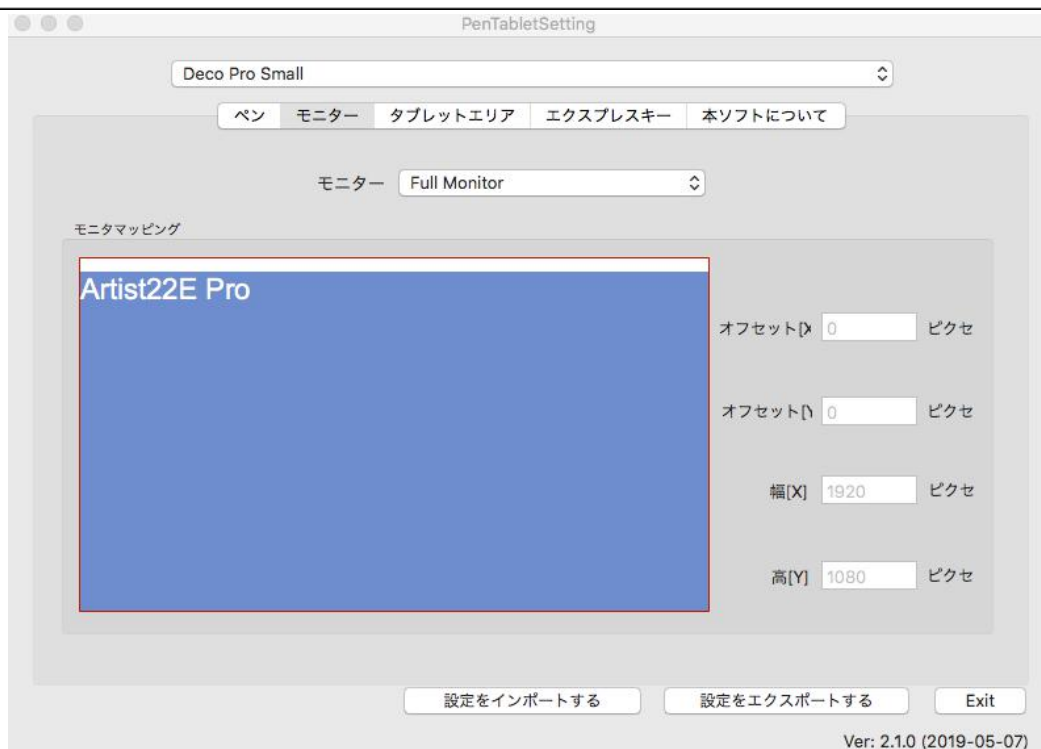 PenTabletSetting
Deco Pro Small
ペン モニター タブレットエリア エクスプレスキー 本ソフトについて
モニター Full Monitor
モニタマッピング
Artist22E Pro
オフセット[X 0 ピクセ
オフセット[Y 0 ピクセ
幅[X] 1920 ピクセ
高[Y] 1080 ピクセ
設定をインポートする 設定をエクスポートする Exit
Ver: 2.1.0 (2019-05-07)